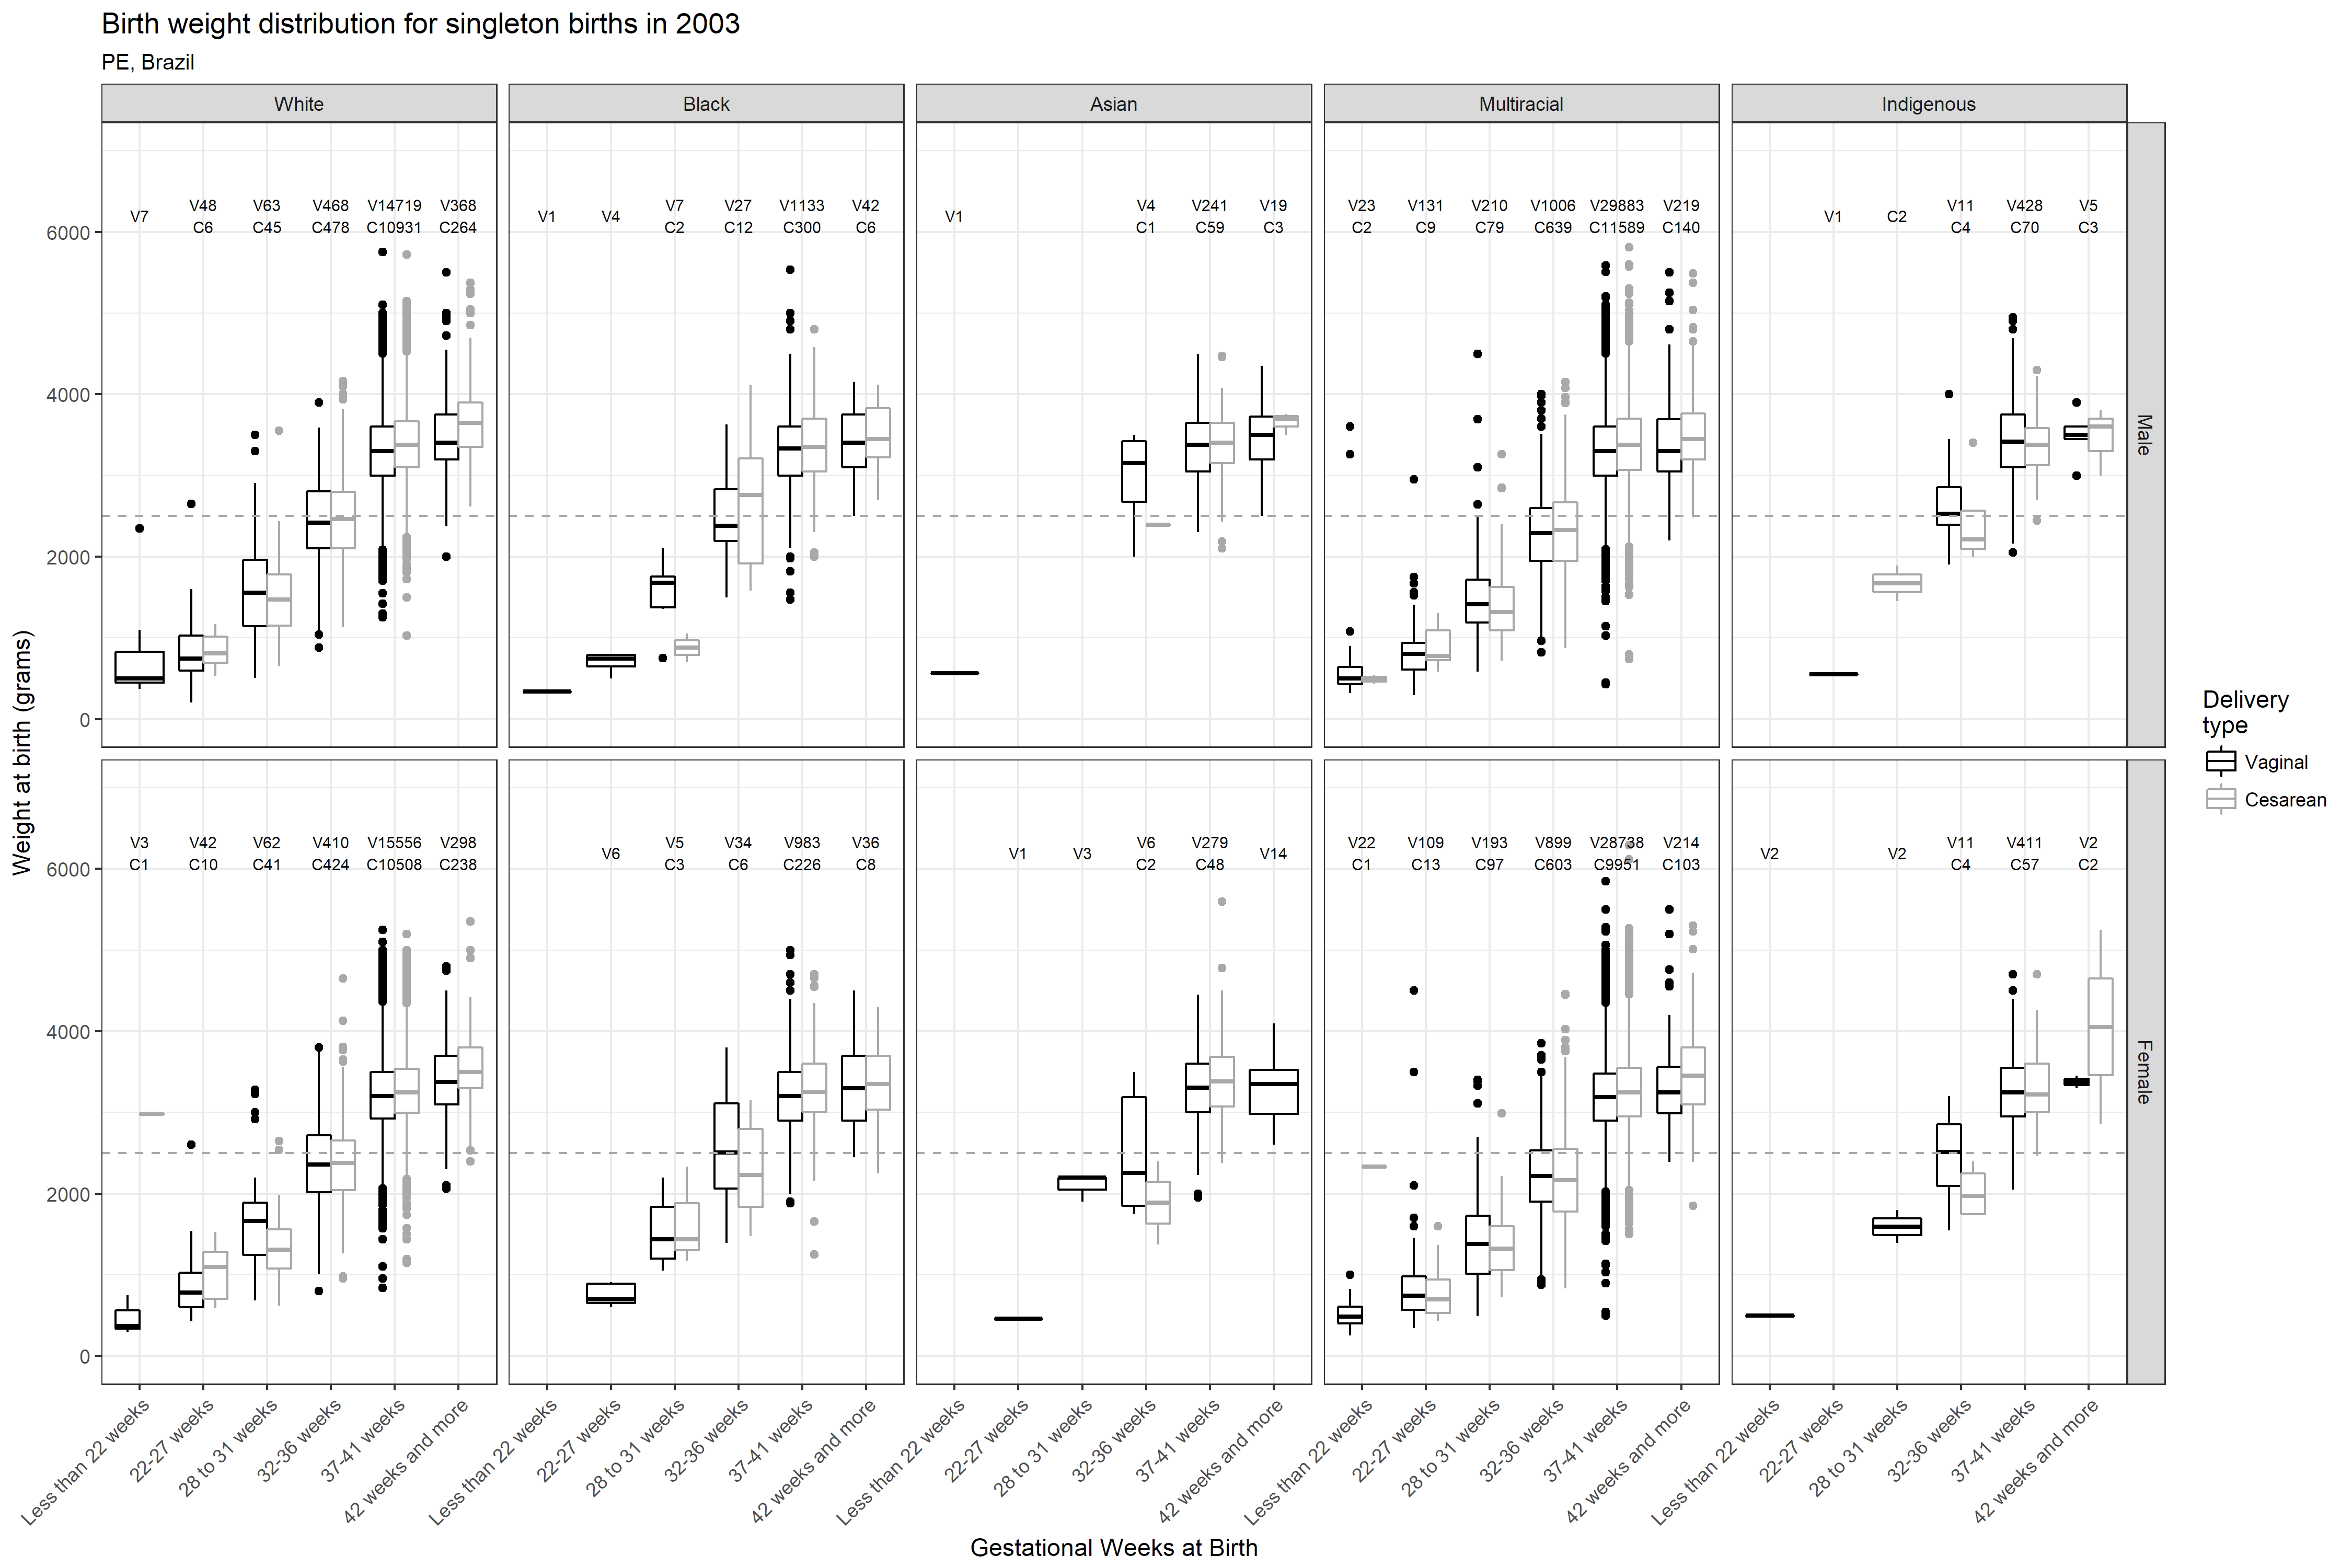 Birth weight distribution for singleton births in 2003
PE, Brazil
White Black Asian Multiracial Indigenous
V7 V48 V63 V468 V14719 V368 V1 V4 V7 V27 V1133 V42 V1 V4 V241 V19 V23 V131 V210 V1006 V29883 V219 V1 C2 V11 V428 V5
C6 C45 C478 C10931 C264 C2 C12 C300 C6 C1 C59 C3 C2 C9 C79 C639 C11589 C140 C4 C70 C3
6000
4000
2000
0
Male
V3 V42 V62 V410 V15556 V298 V6 V5 V34 V983 V36 V1 V3 V6 V279 V14 V22 V109 V193 V899 V28738 V214 V2 V2 V11 V411 V2
C1 C10 C41 C424 C10508 C238 C3 C6 C226 C8 C2 C48 C1 C13 C97 C603 C9951 C103 C4 C57 C2
6000
4000
2000
0
Female
Weight at birth (grams)
Less than 22 weeks 22-27 weeks 28 to 31 weeks 32-36 weeks 37-41 weeks 42 weeks and more
Less than 22 weeks 22-27 weeks 28 to 31 weeks 32-36 weeks 37-41 weeks 42 weeks and more
Less than 22 weeks 22-27 weeks 28 to 31 weeks 32-36 weeks 37-41 weeks 42 weeks and more
Less than 22 weeks 22-27 weeks 28 to 31 weeks 32-36 weeks 37-41 weeks 42 weeks and more
Less than 22 weeks 22-27 weeks 28 to 31 weeks 32-36 weeks 37-41 weeks 42 weeks and more
Gestational Weeks at Birth
Delivery
type
Vaginal
Cesarean